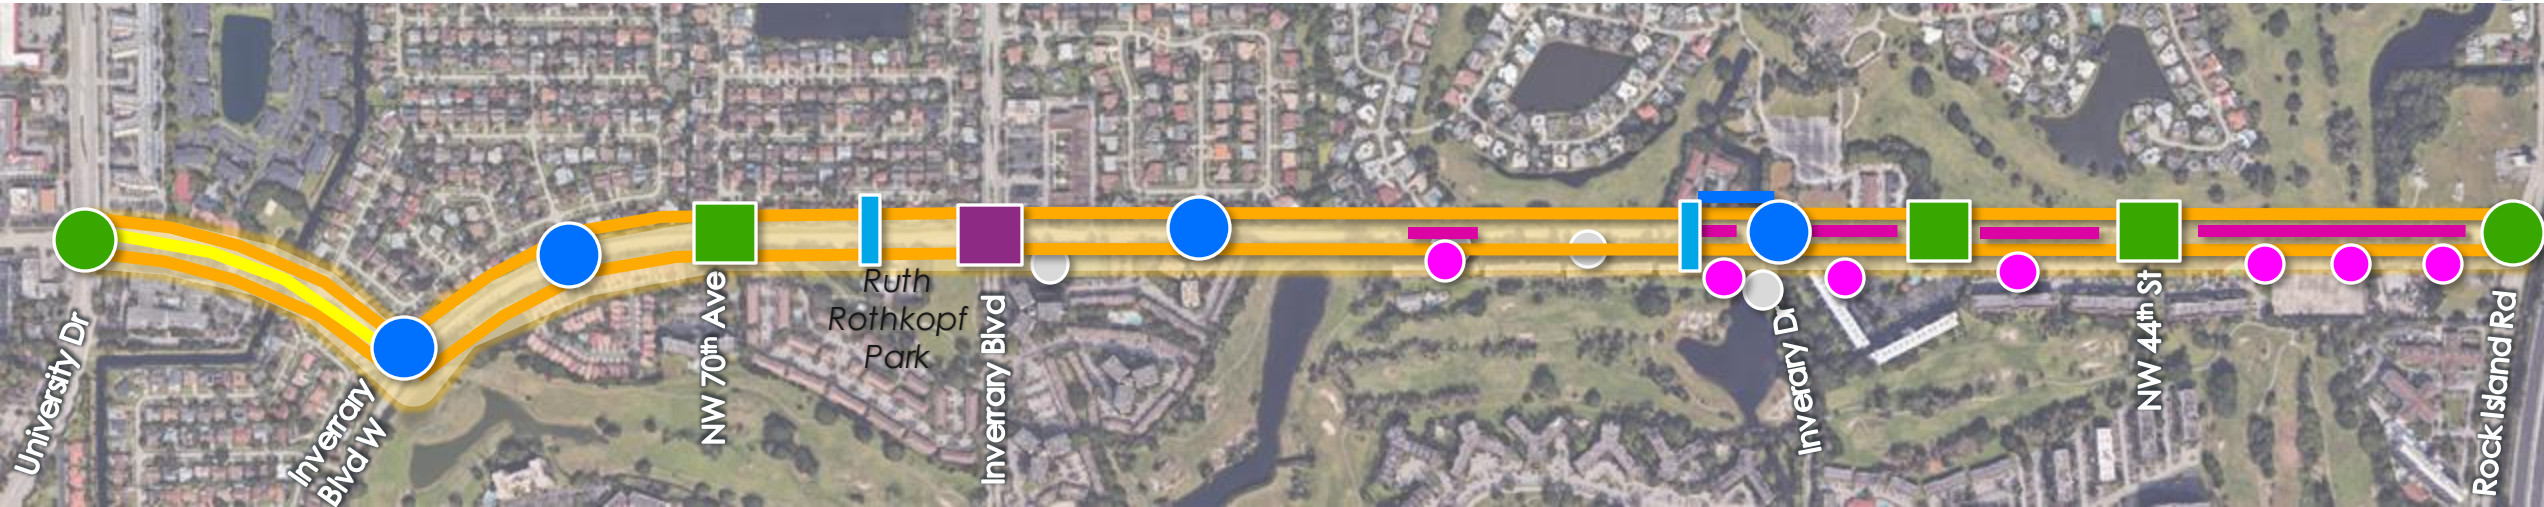 University Dr
Inverrary
Blvd W
NW 70th Ave
Ruth
Rothkopf
Park
Inverrary Blvd
Inverary Dr
NW 44th St
Rock Island Rd